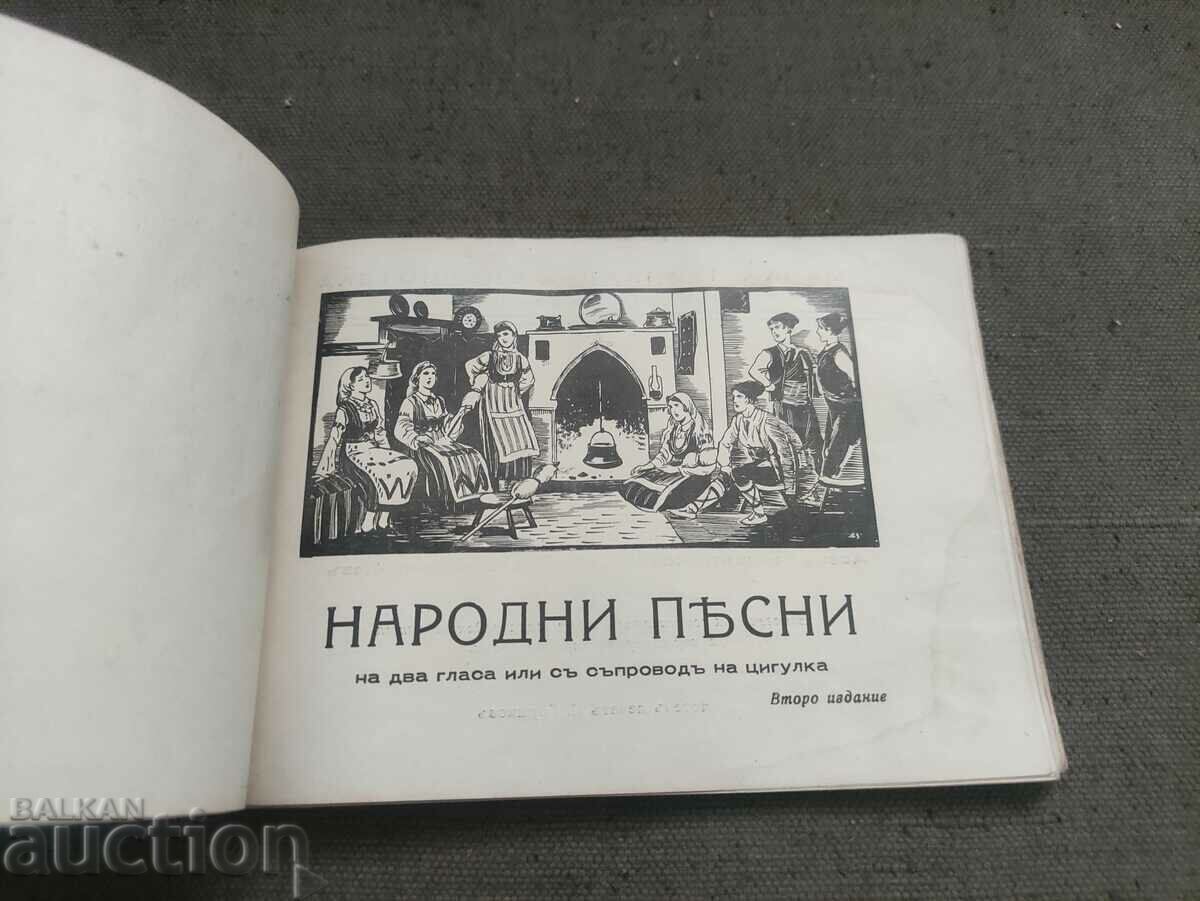 НАРОДНИ ПѢСНИ
на два гласа или съ съпроводъ на цигулка
Второ издание
BALKAN
auction